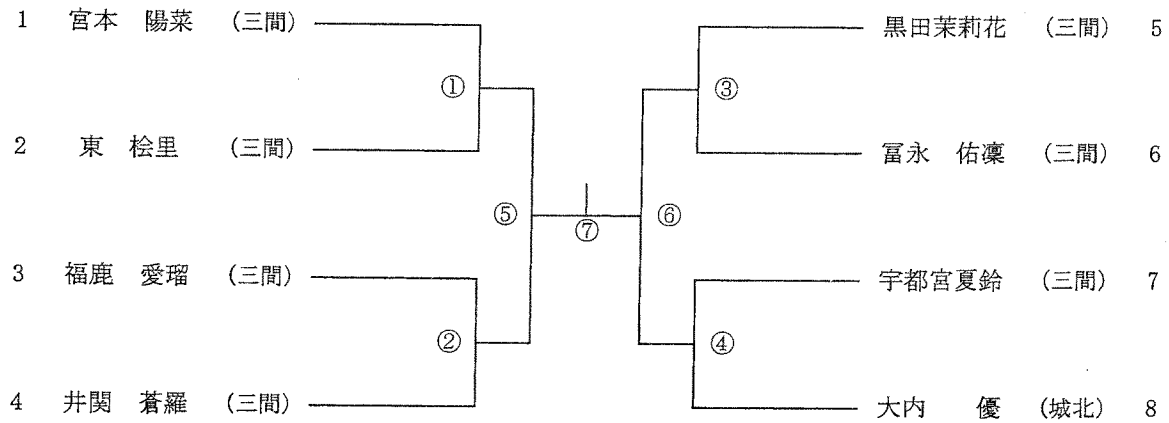 1 宮本 陽菜 (三間)
①
2 東 桧里 (三間)
⑤
3 福鹿 愛瑠 (三間)
②
4 井関 蒼羅 (三間)
⑦
黒田茉莉花 (三間) 5
③
冨永 佑凜 (三間) 6
⑥
宇都宮夏鈴 (三間) 7
④
大内 優 (城北) 8